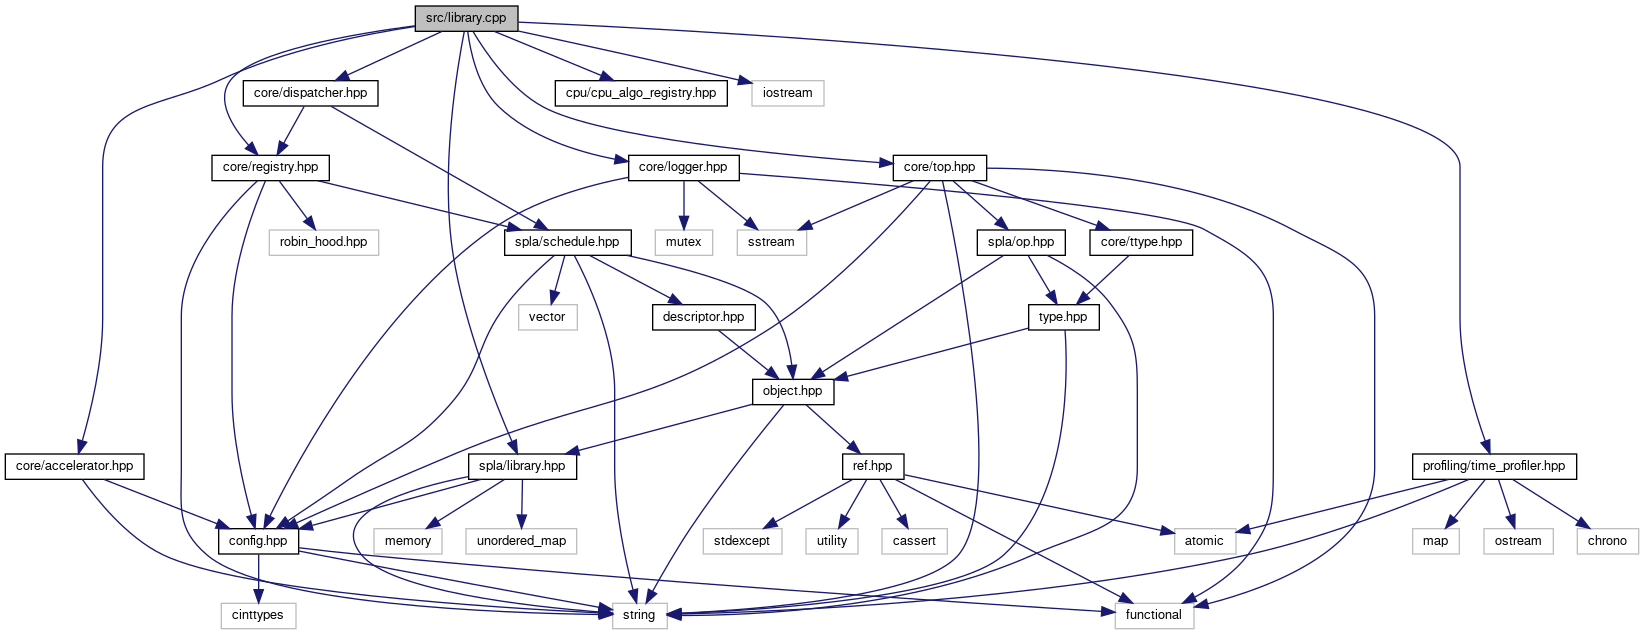 src/library.cpp
core/dispatcher.hpp
cpu/cpu_algo_registry.hpp
iostream
core/registry.hpp
core/logger.hpp
core/top.hpp
robin_hood.hpp
spla/schedule.hpp
mutex
sstream
spla/op.hpp
core/ttype.hpp
vector
descriptor.hpp
type.hpp
object.hpp
core/accelerator.hpp
spla/library.hpp
ref.hpp
profiling/time_profiler.hpp
config.hpp
memory
unordered_map
stdexcept
utility
cassert
atomic
map
ostream
chrono
cinttypes
string
functional